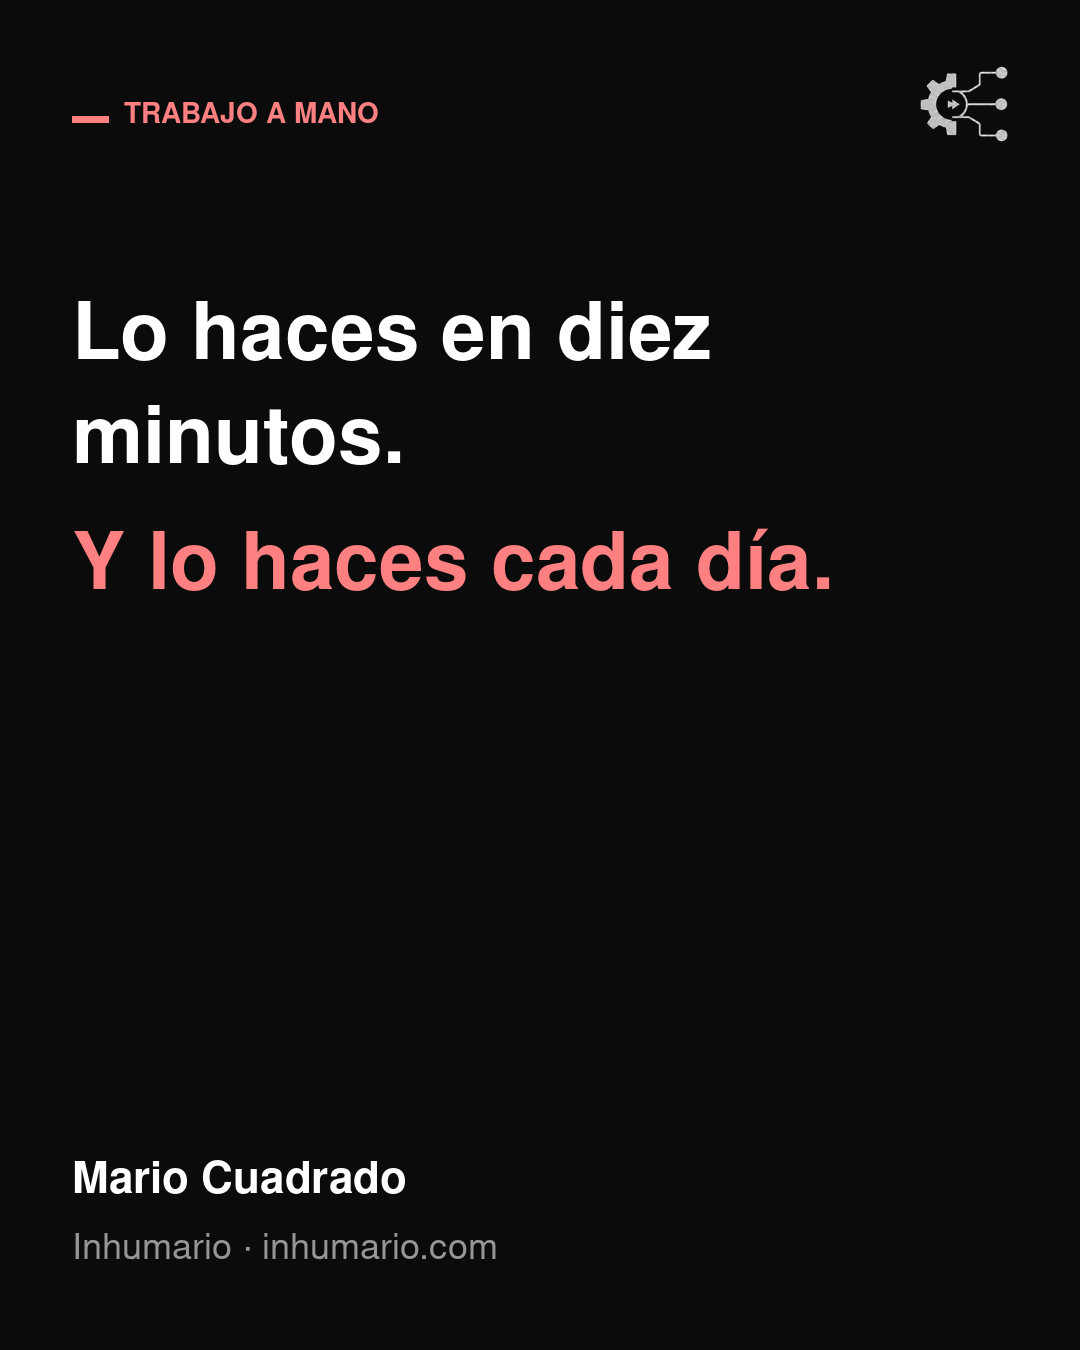 TRABAJO A MANO
Lo haces en diez
minutos.
Y lo haces cada día.
Mario Cuadrado
Inhumario · inhumario.com